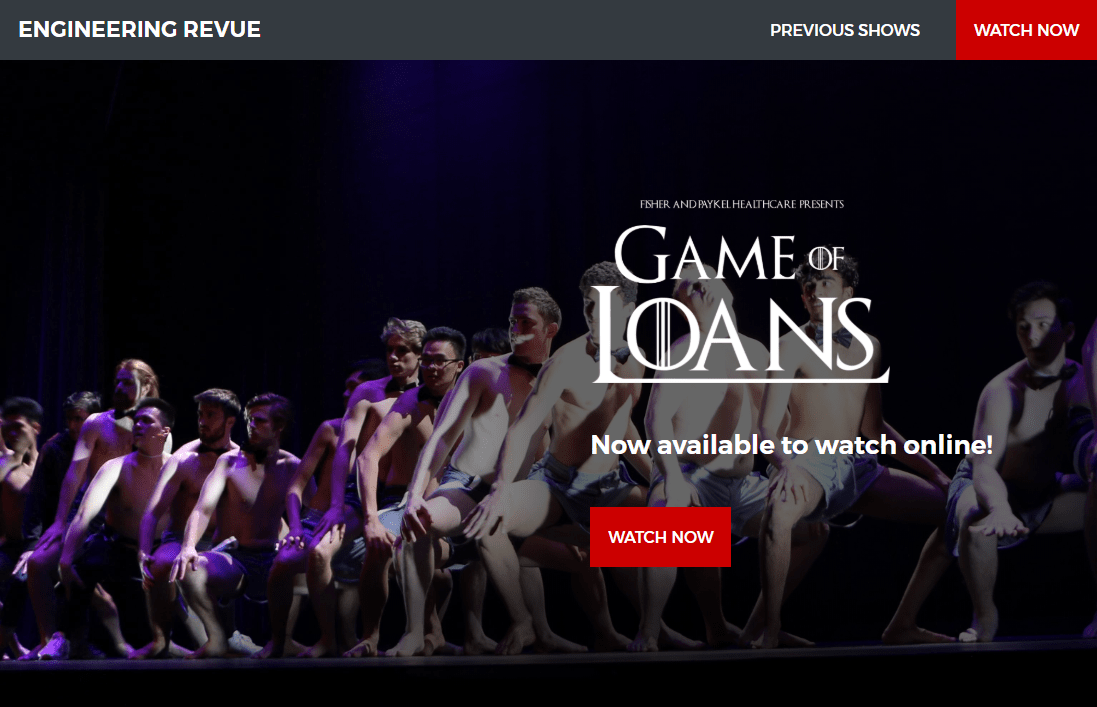 ENGINEERING REVUE
PREVIOUS SHOWS
WATCH NOW
FISHER AND PAYKEL HEALTHCARE PRESENTS
GAME OF
LOANS
Now available to watch online!
WATCH NOW